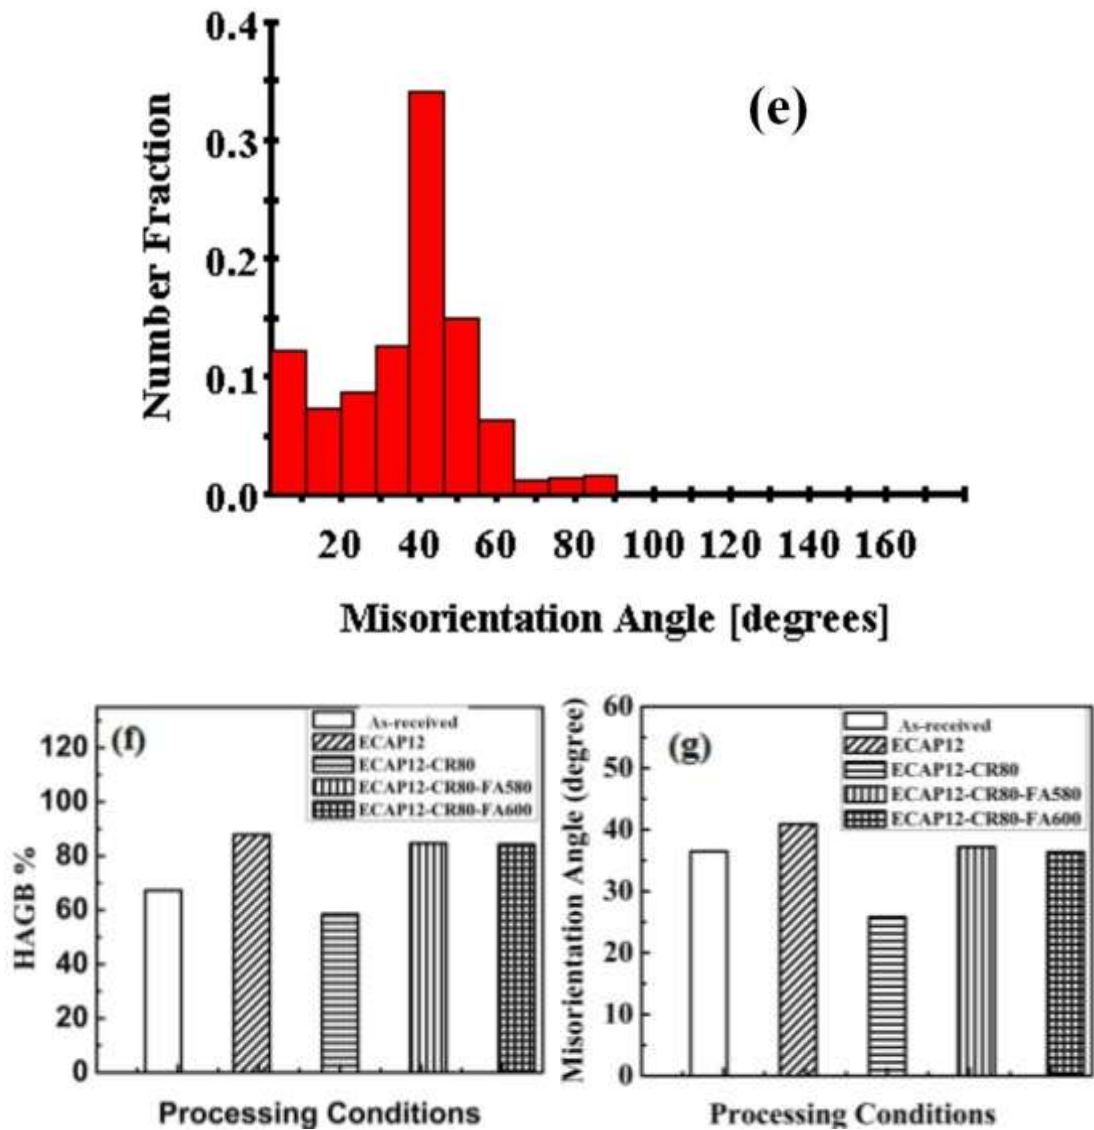 (e)
Number Fraction
0.4
0.3
0.2
0.1
0.0
20 40 60 80 100 120 140 160
Misorientation Angle [degrees]
(f)
HAGB %
120
100
80
60
40
20
0
As-received
ECAP12
ECAP12-CR80
ECAP12-CR80-FA580
ECAP12-CR80-FA600
Processing Conditions
(g)
Misorientation Angle (degree)
60
50
40
30
20
10
0
As-received
ECAP12
ECAP12-CR80
ECAP12-CR80-FA580
ECAP12-CR80-FA600
Processing Conditions